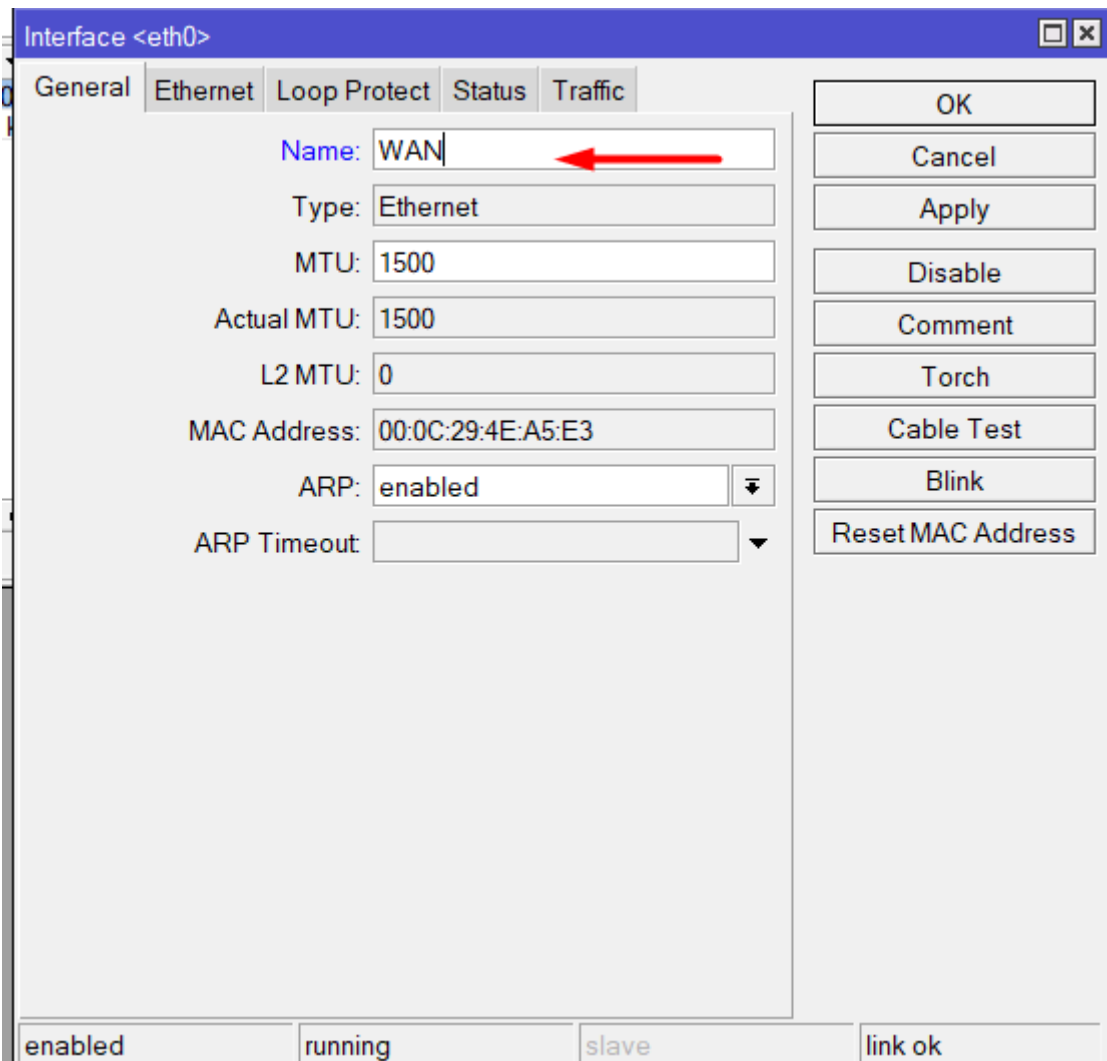 Interface <eth0>
General Ethernet Loop Protect Status Traffic
Name: WAN
Type: Ethernet
MTU: 1500
Actual MTU: 1500
L2 MTU: 0
MAC Address: 00:0C:29:4E:A5:E3
ARP: enabled
ARP Timeout:
OK
Cancel
Apply
Disable
Comment
Torch
Cable Test
Blink
Reset MAC Address
enabled running slave link ok